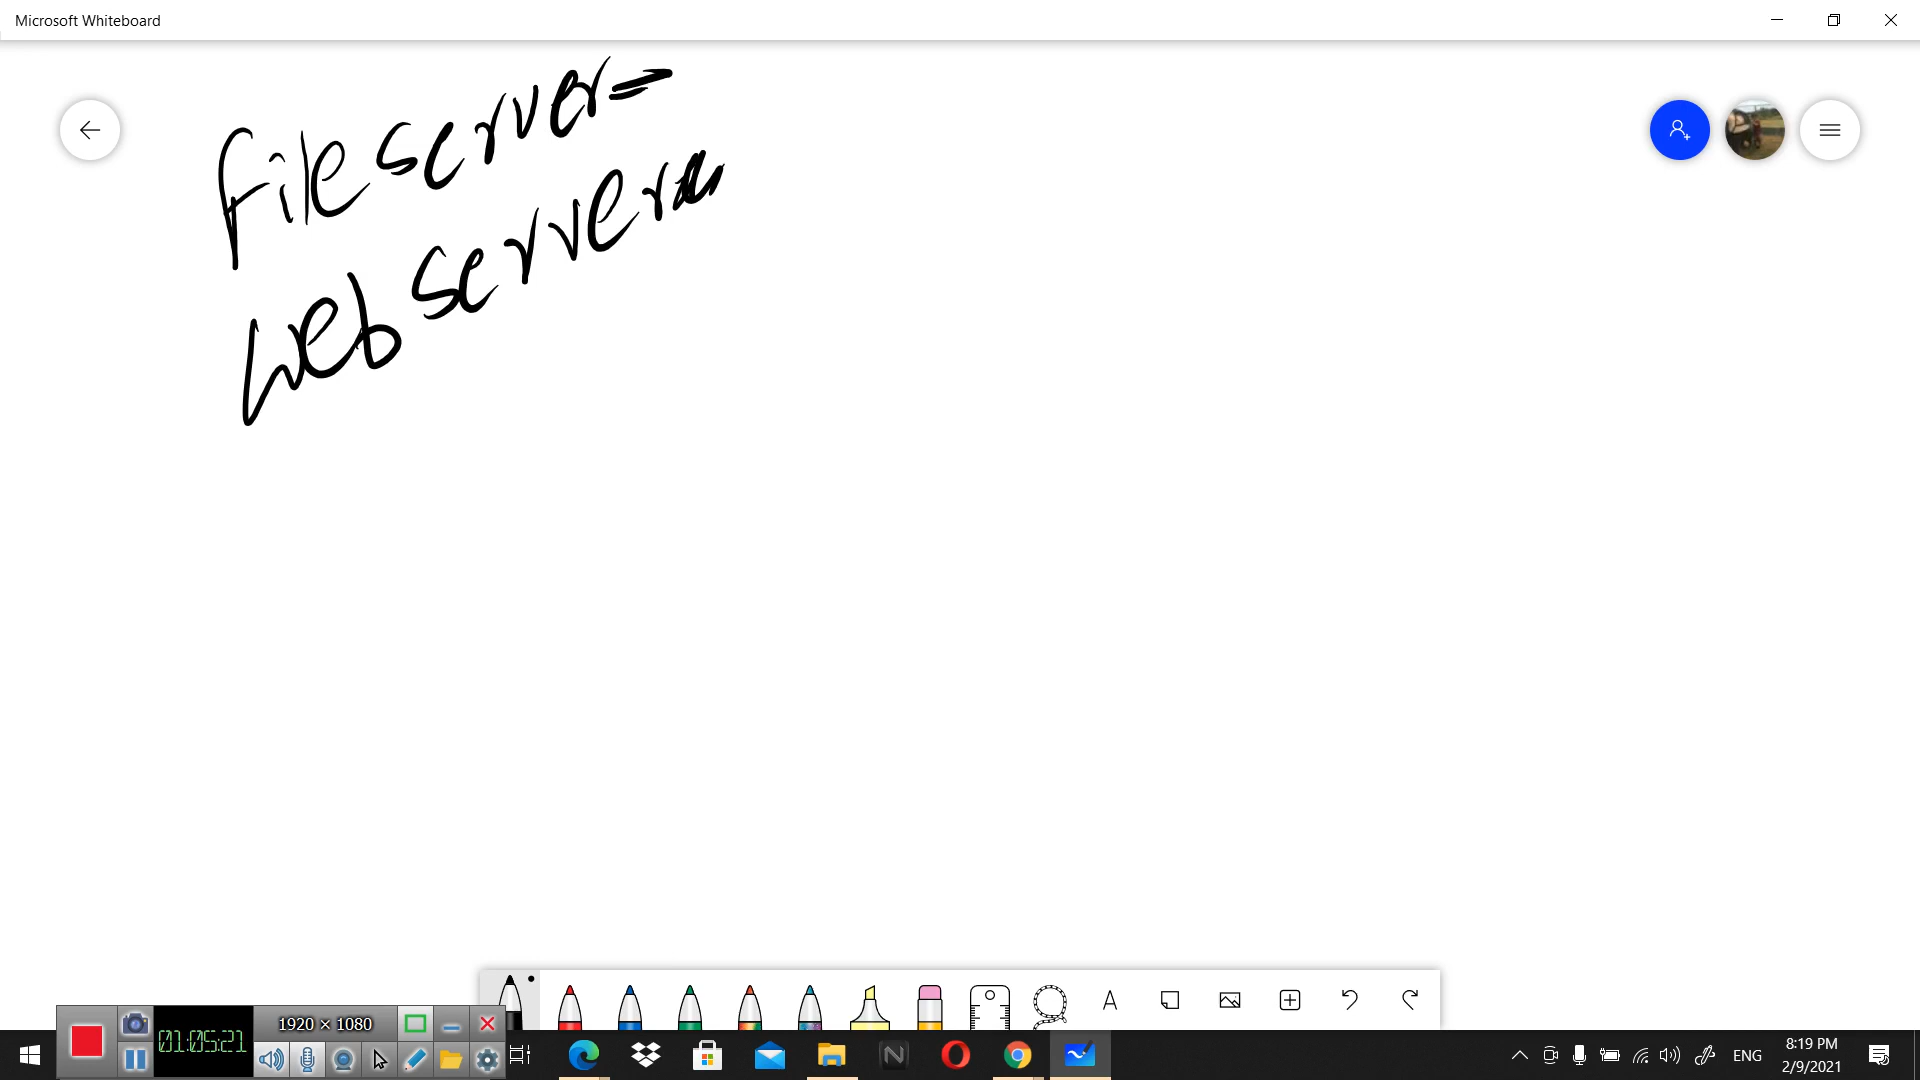 Microsoft Whiteboard
file server =
web server
A
01:05:21
1920 × 1080
N
ENG
8:19 PM
2/9/2021